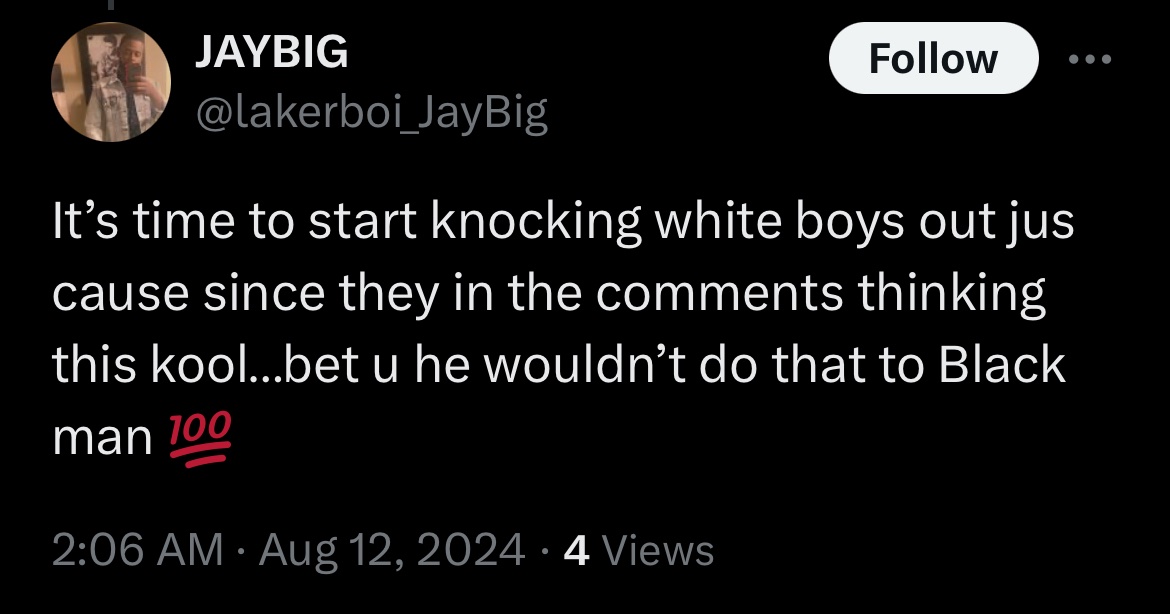 JAYBIG
Follow
@lakerboi_JayBig
It’s time to start knocking white boys out jus
cause since they in the comments thinking
this kool...bet u he wouldn’t do that to Black
man 💯
2:06 AM · Aug 12, 2024 · 4 Views